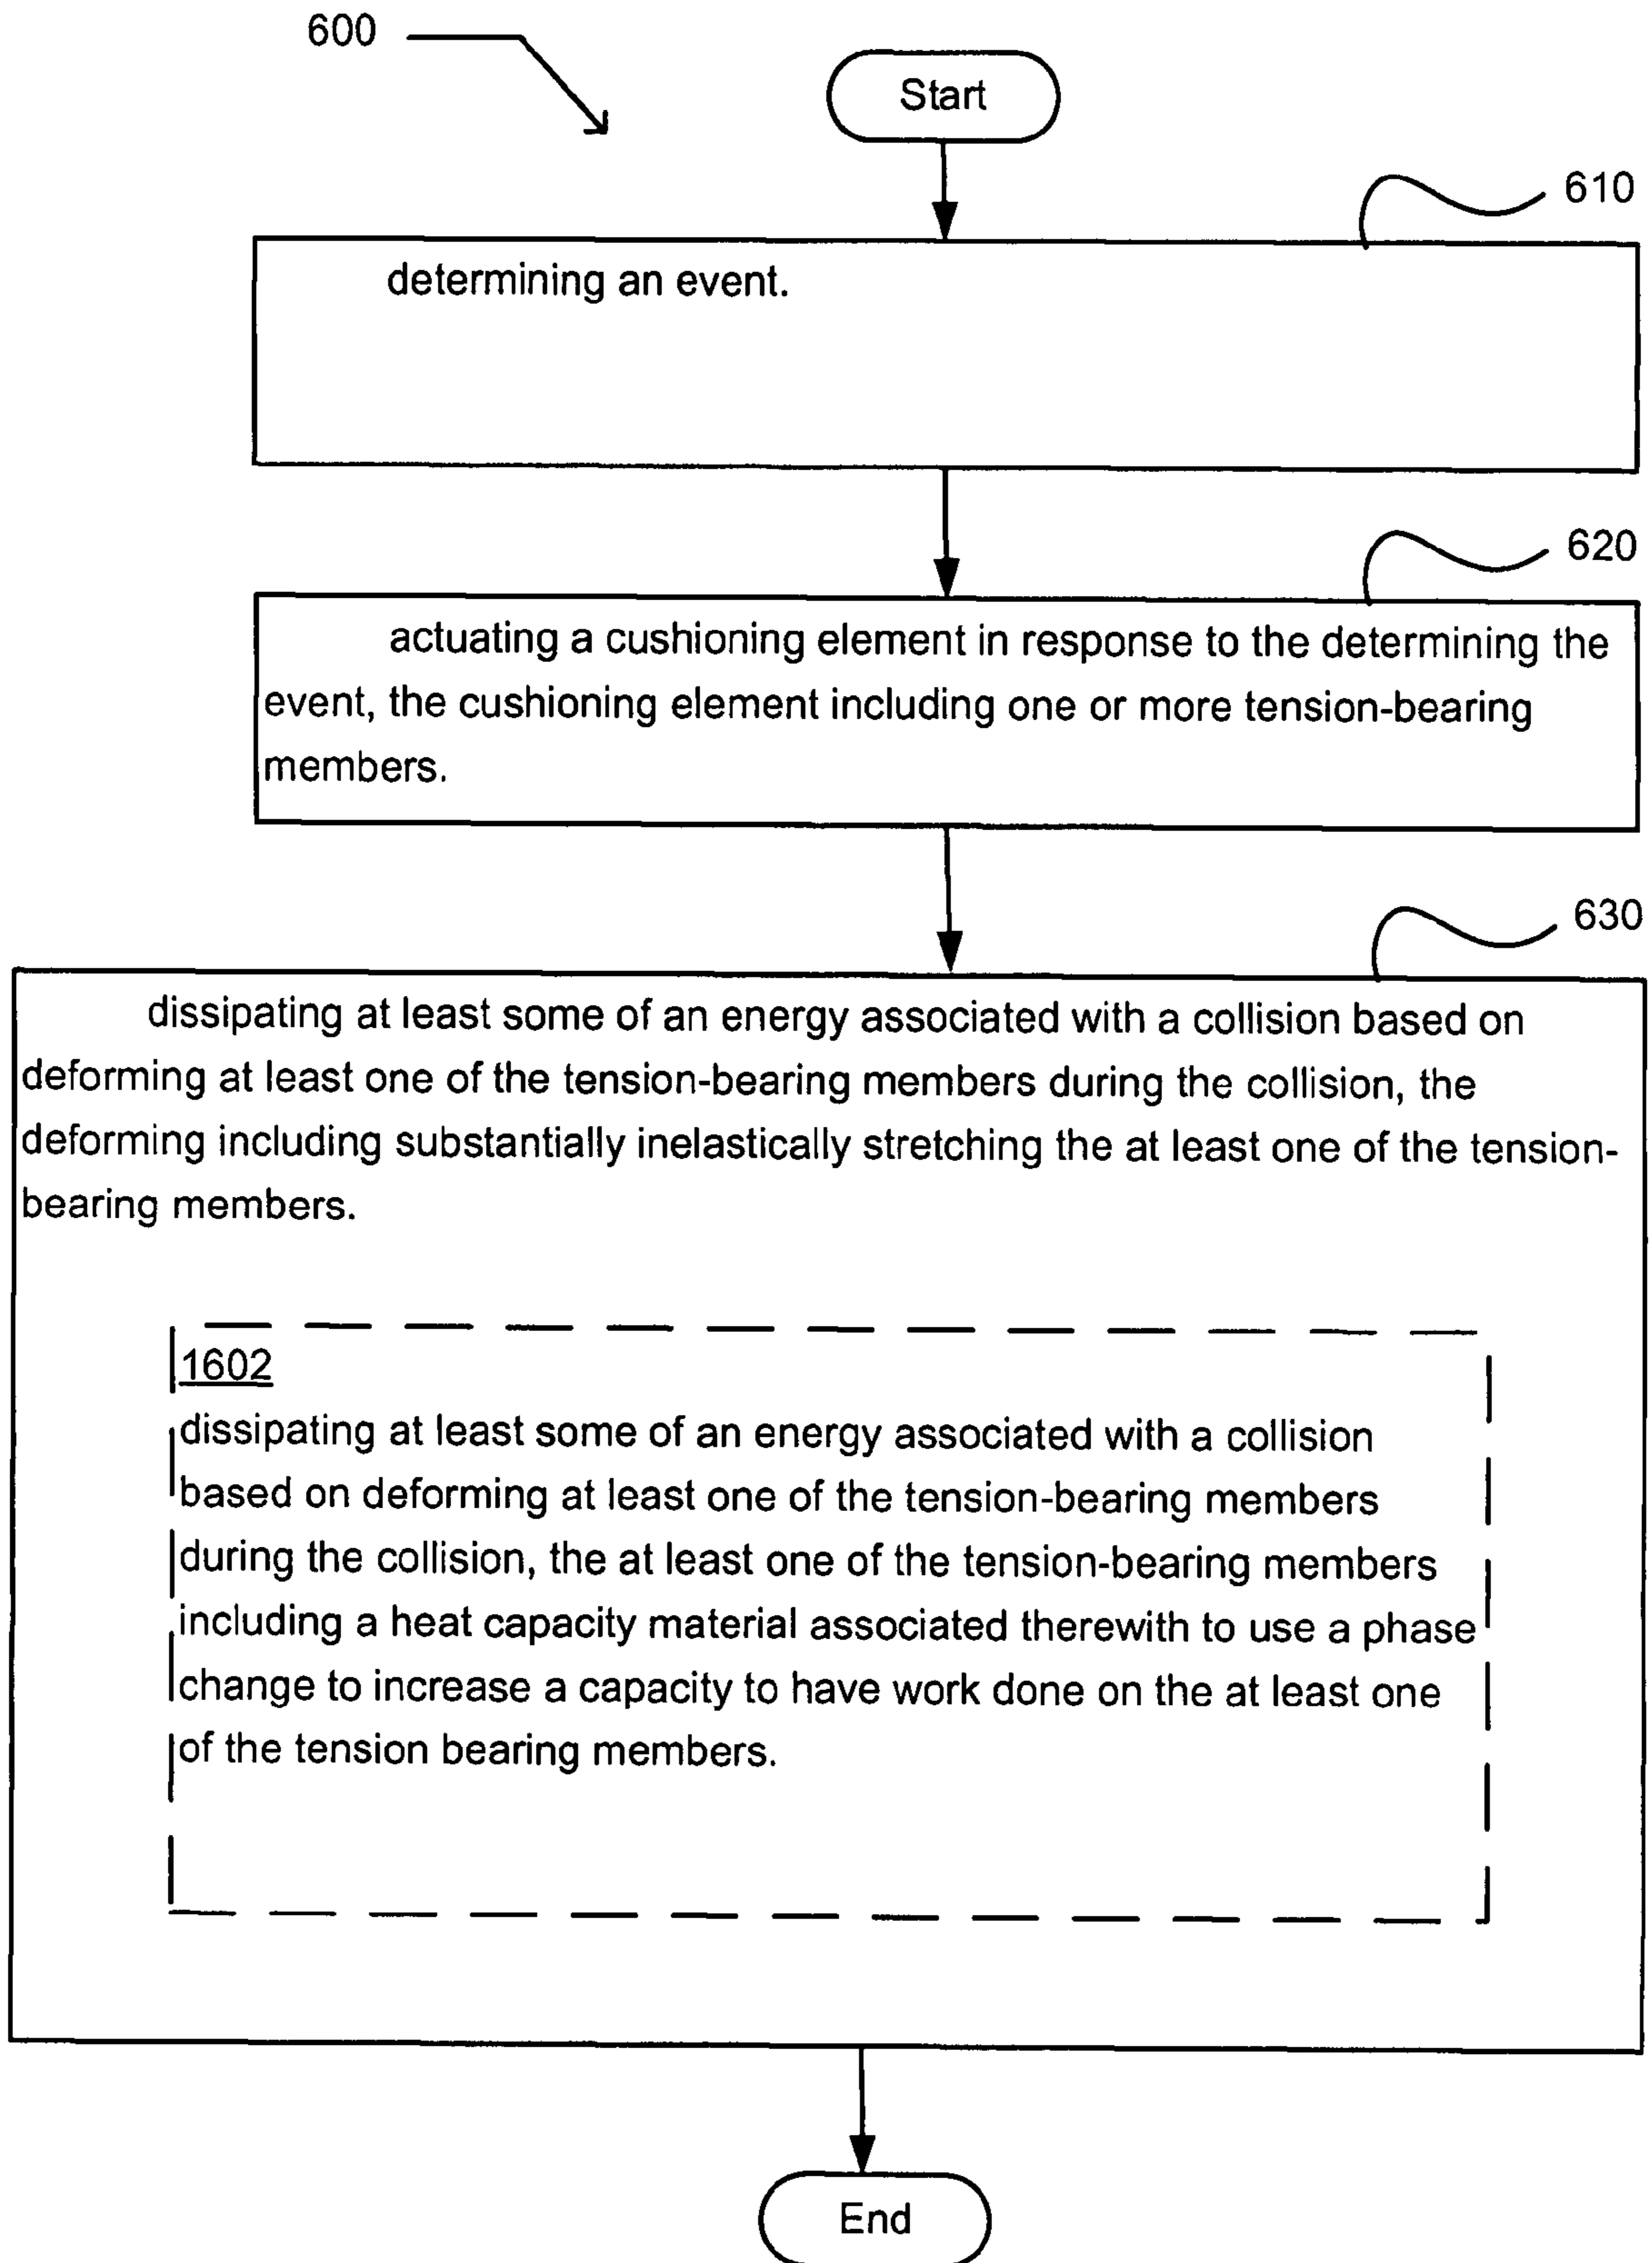 600
Start
610
determining an event.
620
actuating a cushioning element in response to the determining the
event, the cushioning element including one or more tension-bearing
members.
630
dissipating at least some of an energy associated with a collision based on
deforming at least one of the tension-bearing members during the collision, the
deforming including substantially inelastically stretching the at least one of the tension-
bearing members.
1602
dissipating at least some of an energy associated with a collision
based on deforming at least one of the tension-bearing members
during the collision, the at least one of the tension-bearing members
including a heat capacity material associated therewith to use a phase
change to increase a capacity to have work done on the at least one
of the tension bearing members.
End